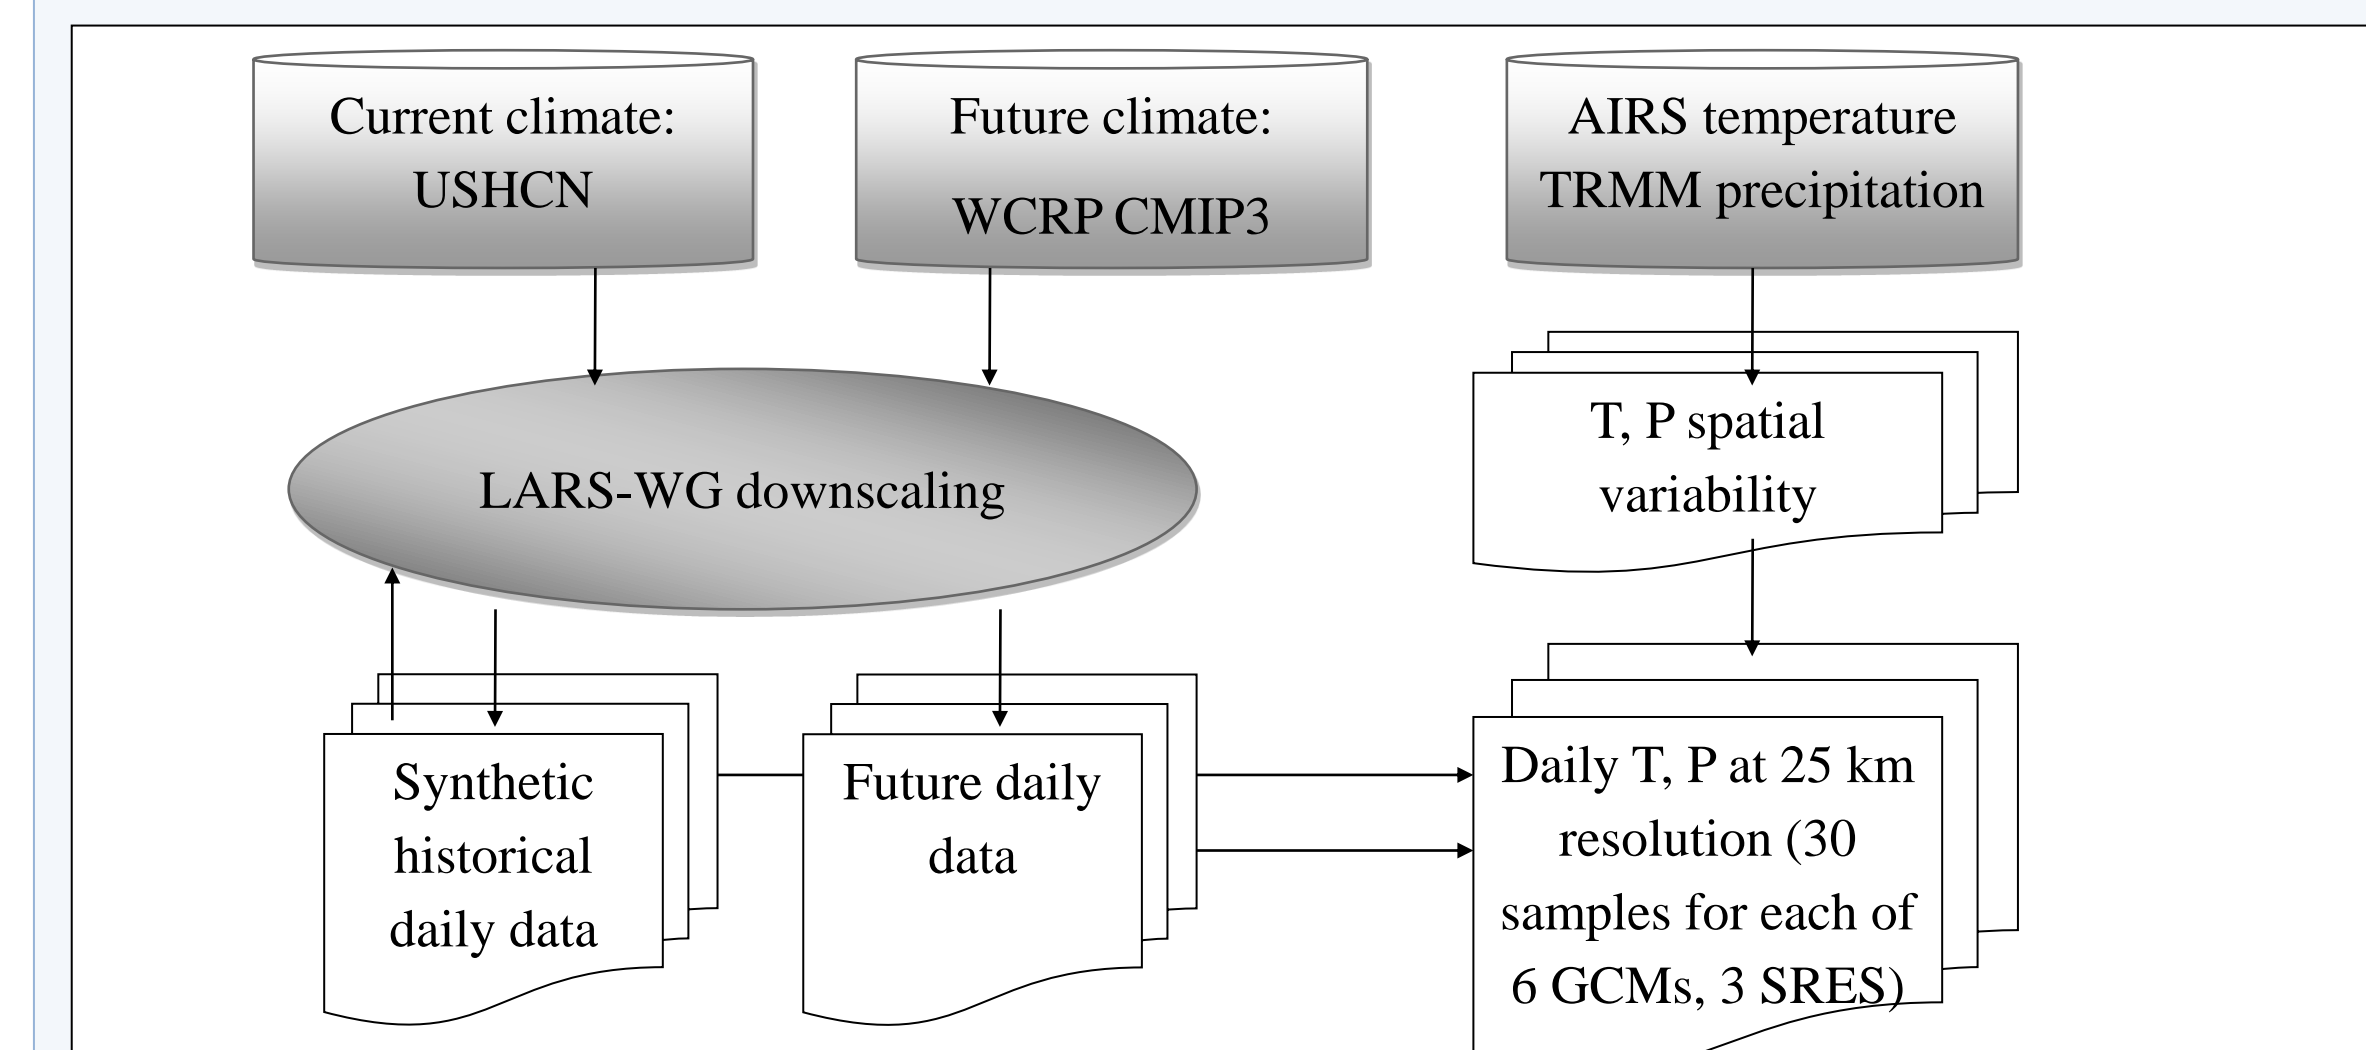 Current climate:
USHCN
Future climate:
WCRP CMIP3
AIRS temperature
TRMM precipitation
LARS-WG downscaling
T, P spatial
variability
Synthetic
historical
daily data
Future daily
data
Daily T, P at 25 km
resolution (30
samples for each of
6 GCMs, 3 SRES)